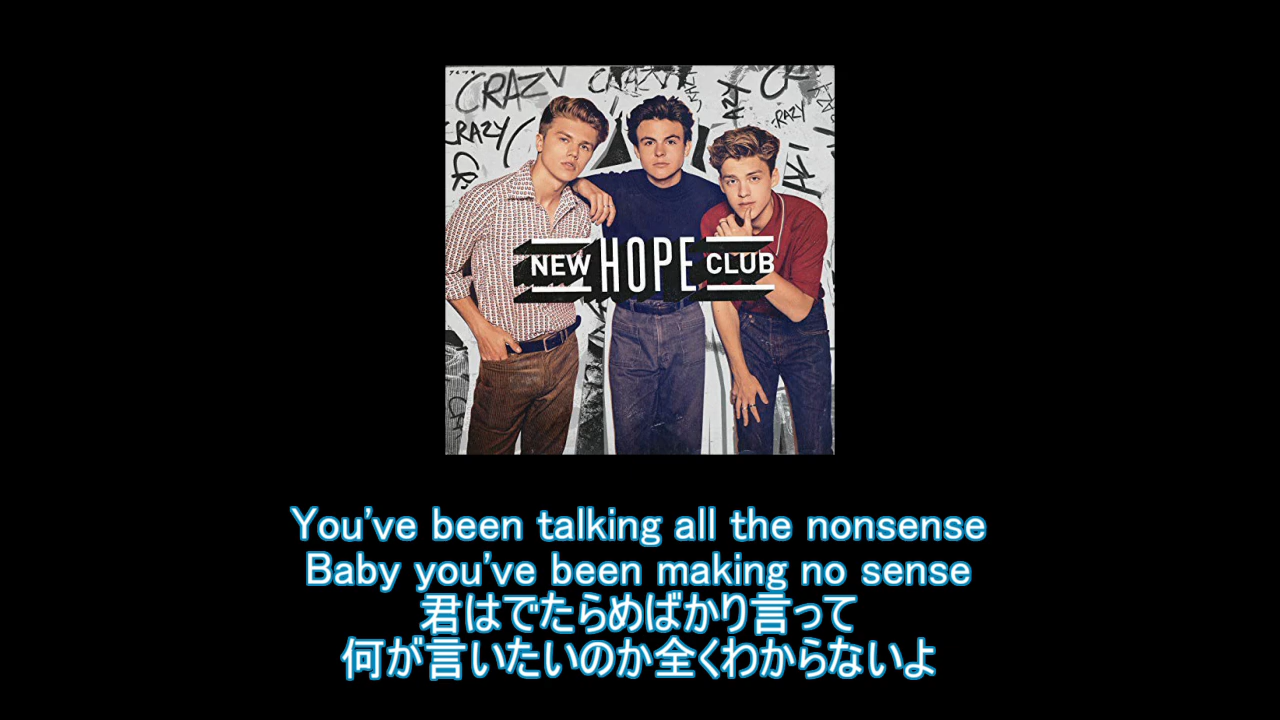 CRAZY
CRAZY
CRAZY
RAZY
AZY
NEW HOPE CLUB
You've been talking all the nonsense
Baby you've been making no sense
君はでたらめばかり言って
何が言いたいのか全くわからないよ